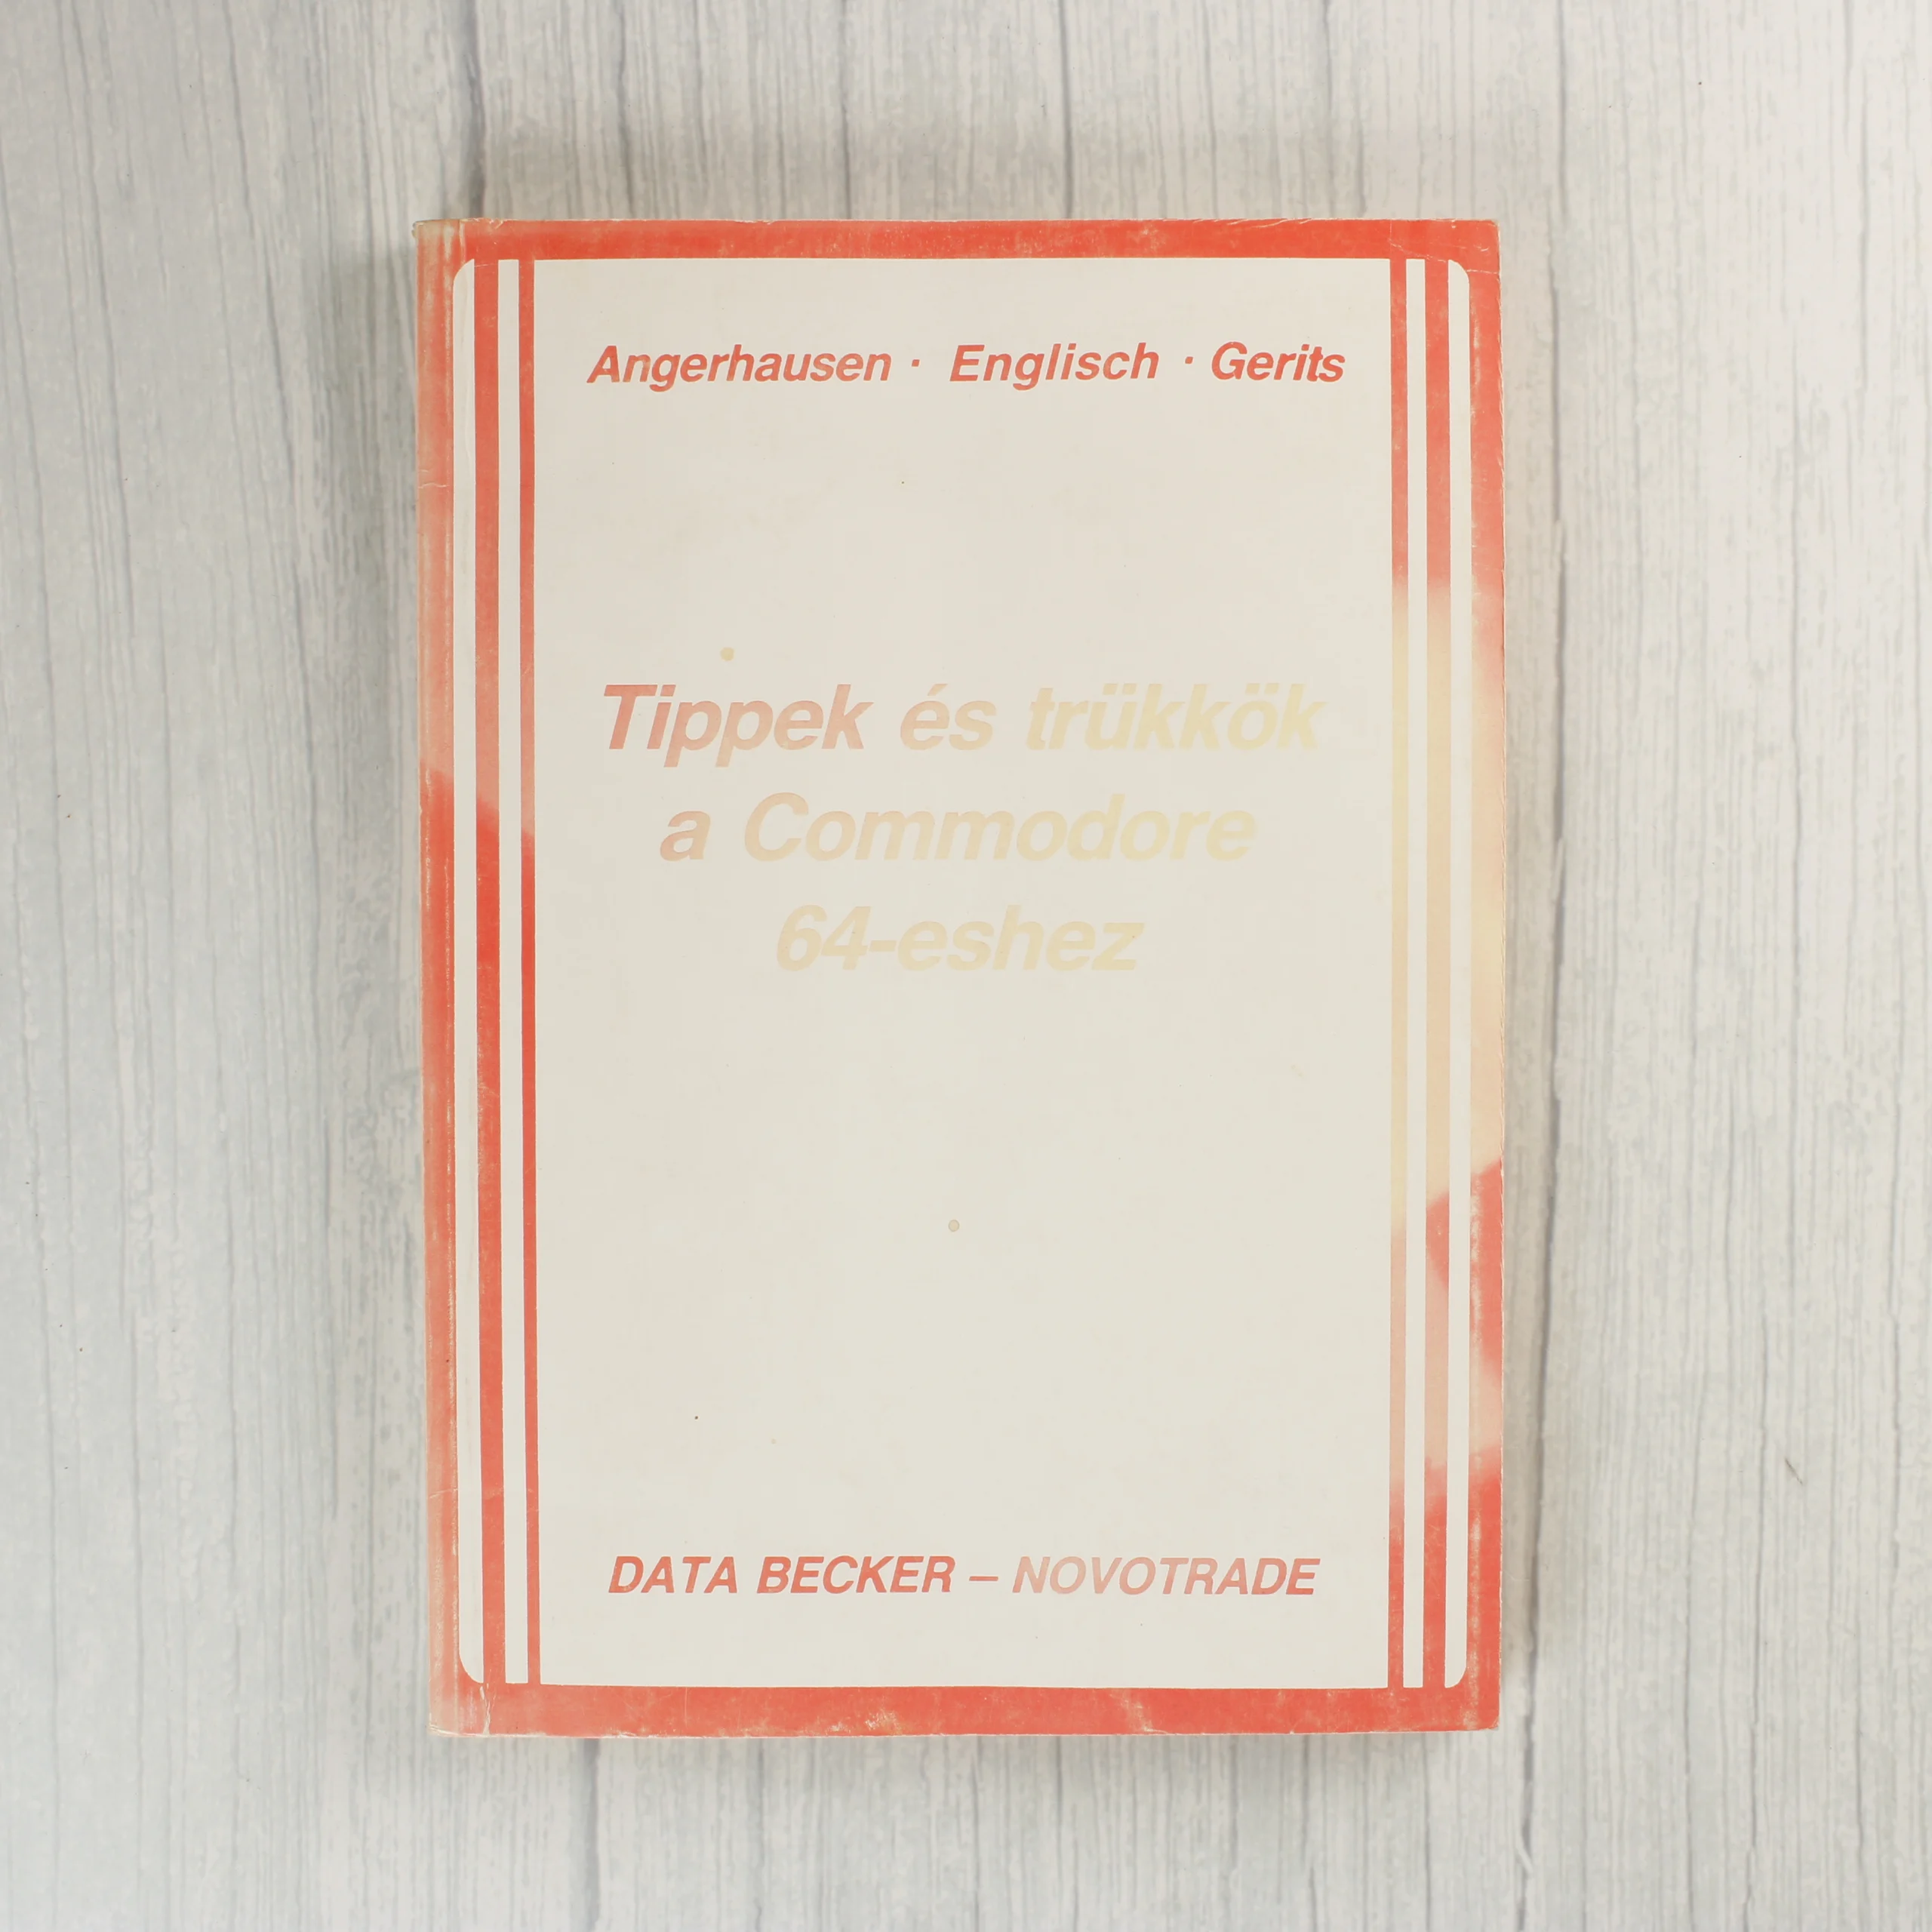 Angerhausen · Englisch · Gerits
Tippek és trükkök
a Commodore
64-eshez
DATA BECKER – NOVOTRADE